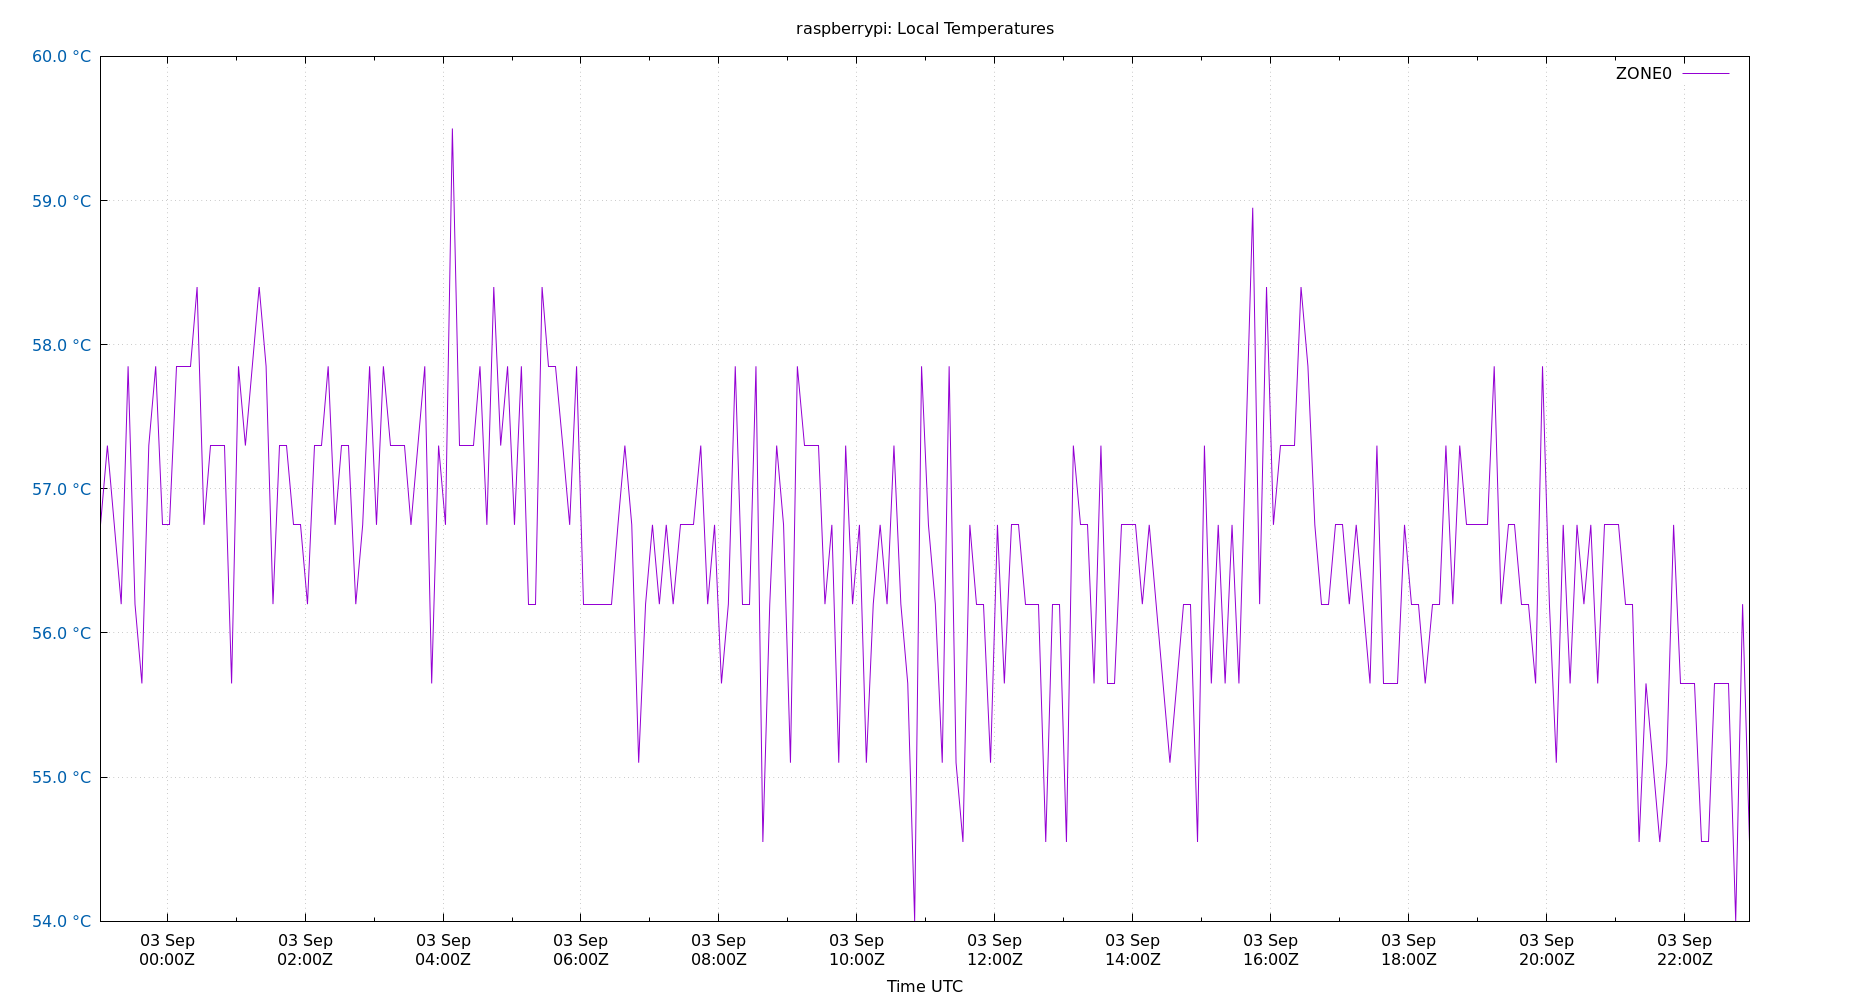 raspberrypi: Local Temperatures
60.0 °C
ZONE0
59.0 °C
58.0 °C
57.0 °C
56.0 °C
55.0 °C
54.0 °C
03 Sep 03 Sep 03 Sep 03 Sep 03 Sep 03 Sep 03 Sep 03 Sep 03 Sep 03 Sep 03 Sep 03 Sep
00:00Z 02:00Z 04:00Z 06:00Z 08:00Z 10:00Z 12:00Z 14:00Z 16:00Z 18:00Z 20:00Z 22:00Z
Time UTC